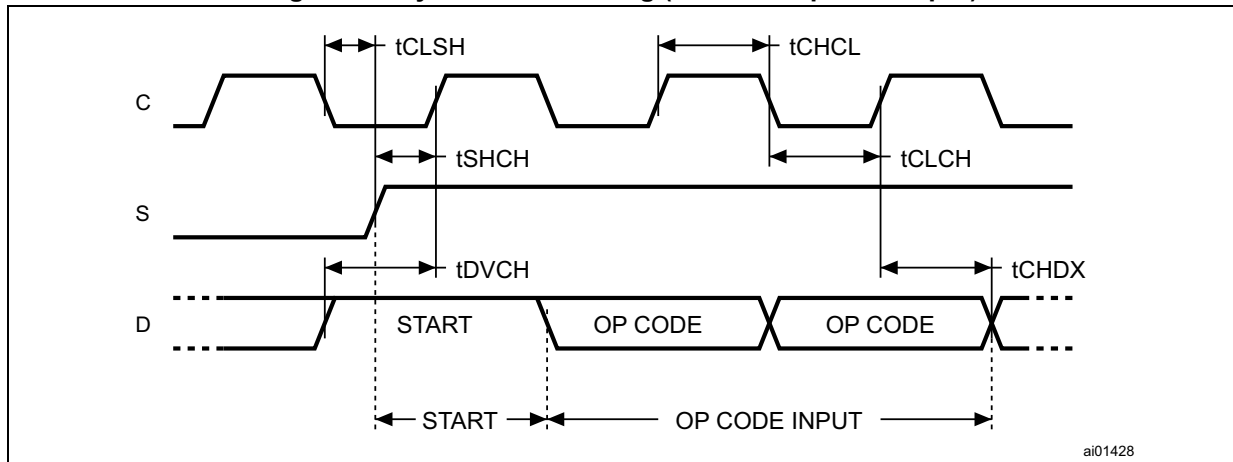 tCLSH
tCHCL
C
tSHCH
tCLCH
S
tDVCH
tCHDX
D
START
OP CODE
OP CODE
START
OP CODE INPUT
ai01428